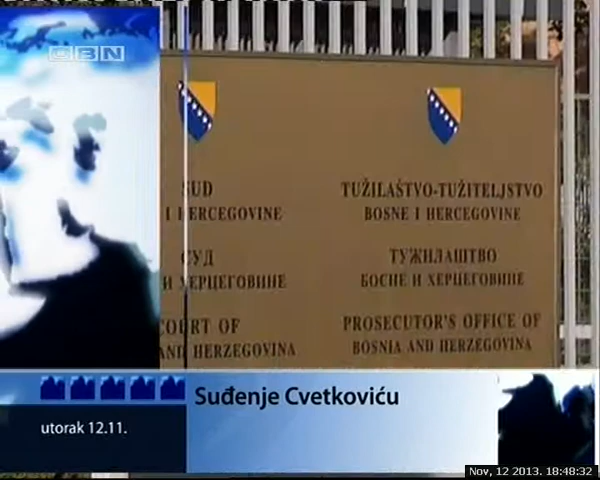 CBN
SUD
I HERCEGOVINE
СУД
И ХЕРЦЕГОВИНЕ
COURT OF
AND HERZEGOVINA
TUŽILAŠTVO-TUŽITELJSTVO
BOSNE I HERCEGOVINE
ТУЖИЛАШТВО
БОСНЕ И ХЕРЦЕГОВИНЕ
PROSECUTOR'S OFFICE OF
BOSNIA AND HERZEGOVINA
Suđenje Cvetkoviću
utorak 12.11.
Nov, 12 2013. 18:48:32